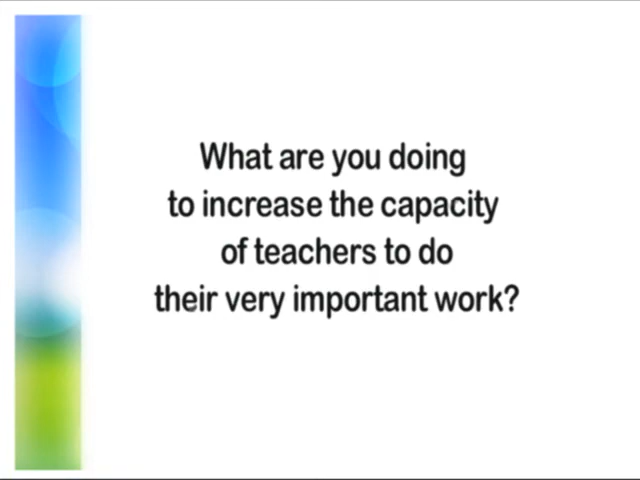 What are you doing
to increase the capacity
of teachers to do
their very important work?